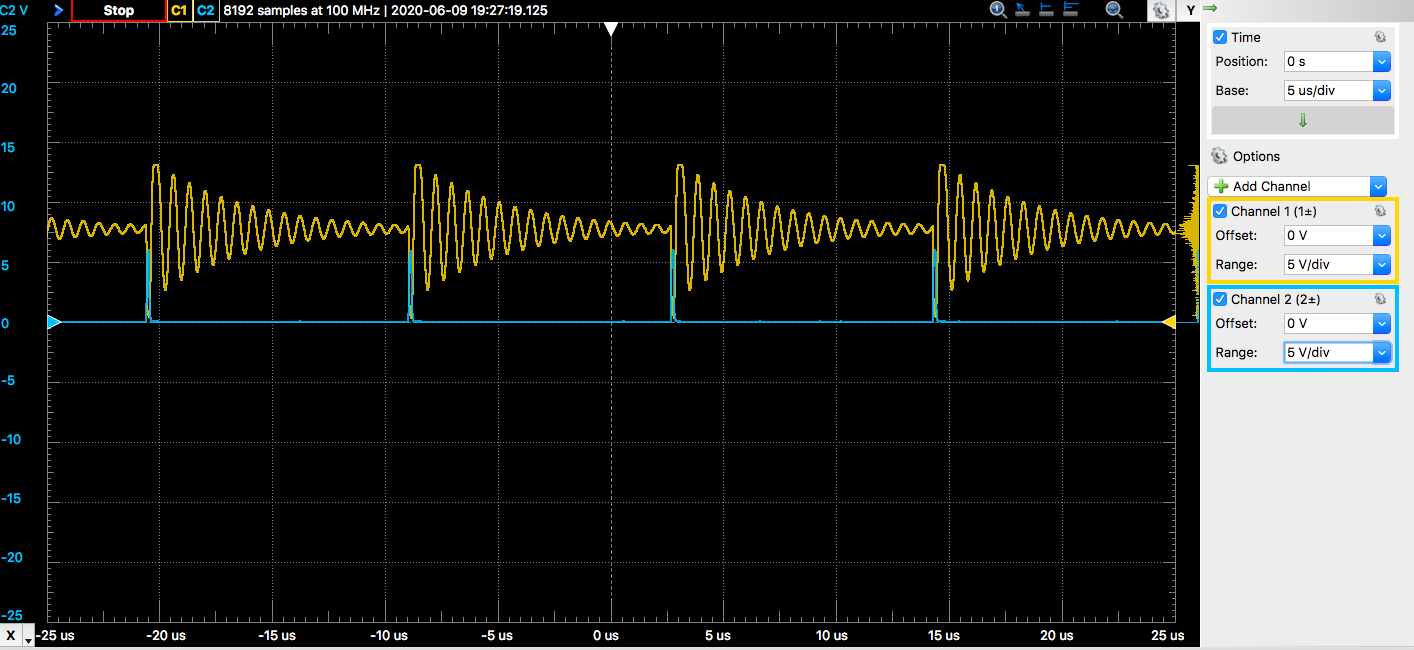 C2 V Stop C1 C2 8192 samples at 100 MHz | 2020-06-09 19:27:19.125 Y
25
20
15
10
5
0
-5
-10
-15
-20
-25
X -25 us -20 us -15 us -10 us -5 us 0 us 5 us 10 us 15 us 20 us 25 us
Time
Position: 0 s
Base: 5 us/div
Options
Add Channel
Channel 1 (1±)
Offset: 0 V
Range: 5 V/div
Channel 2 (2±)
Offset: 0 V
Range: 5 V/div